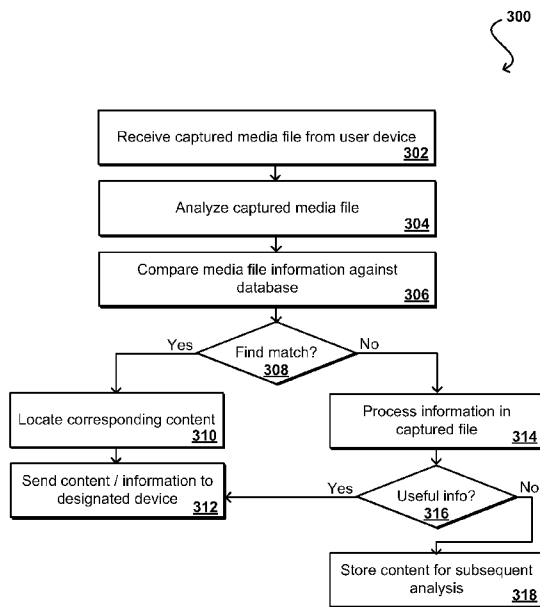 300
Receive captured media file from user device
302
Analyze captured media file
304
Compare media file information against
database
306
Yes
Find match?
No
308
Locate corresponding content
310
Process information in
captured file
314
Send content / information to
designated device
312
Yes
Useful info?
No
316
Store content for subsequent
analysis
318